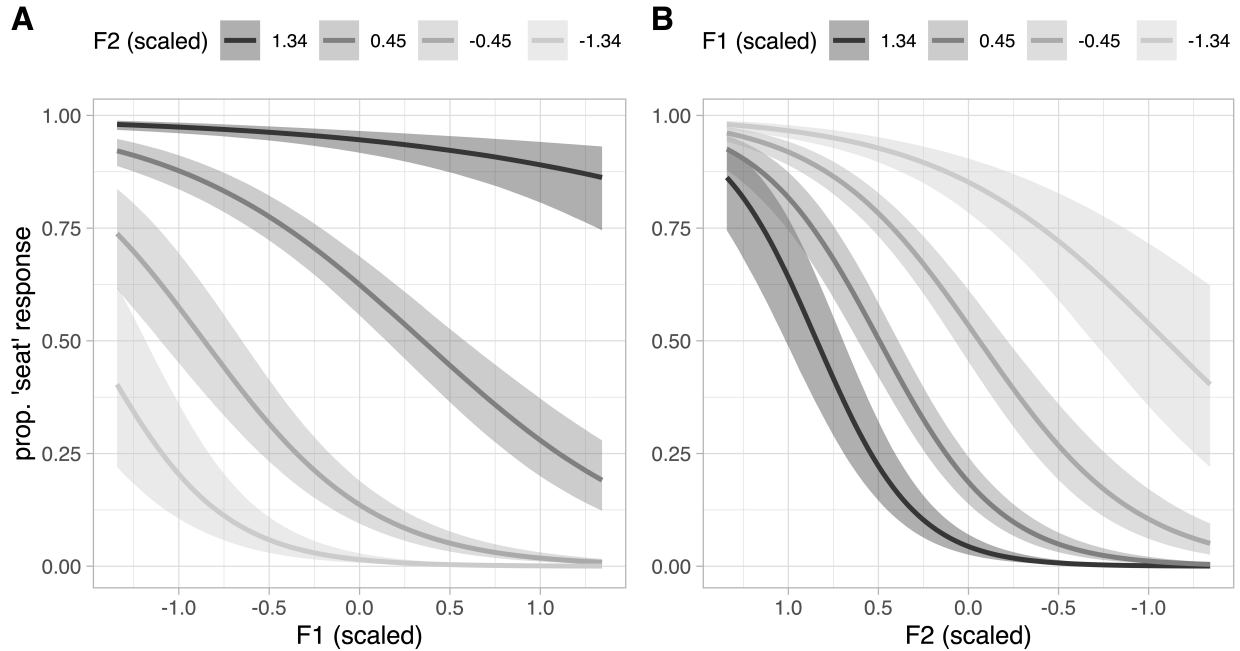 A
F2 (scaled) 1.34 0.45 -0.45 -1.34
prop. 'seat' response
1.00
0.75
0.50
0.25
0.00
-1.0 -0.5 0.0 0.5 1.0
F1 (scaled)
B
F1 (scaled) 1.34 0.45 -0.45 -1.34
1.00
0.75
0.50
0.25
0.00
1.0 0.5 0.0 -0.5 -1.0
F2 (scaled)